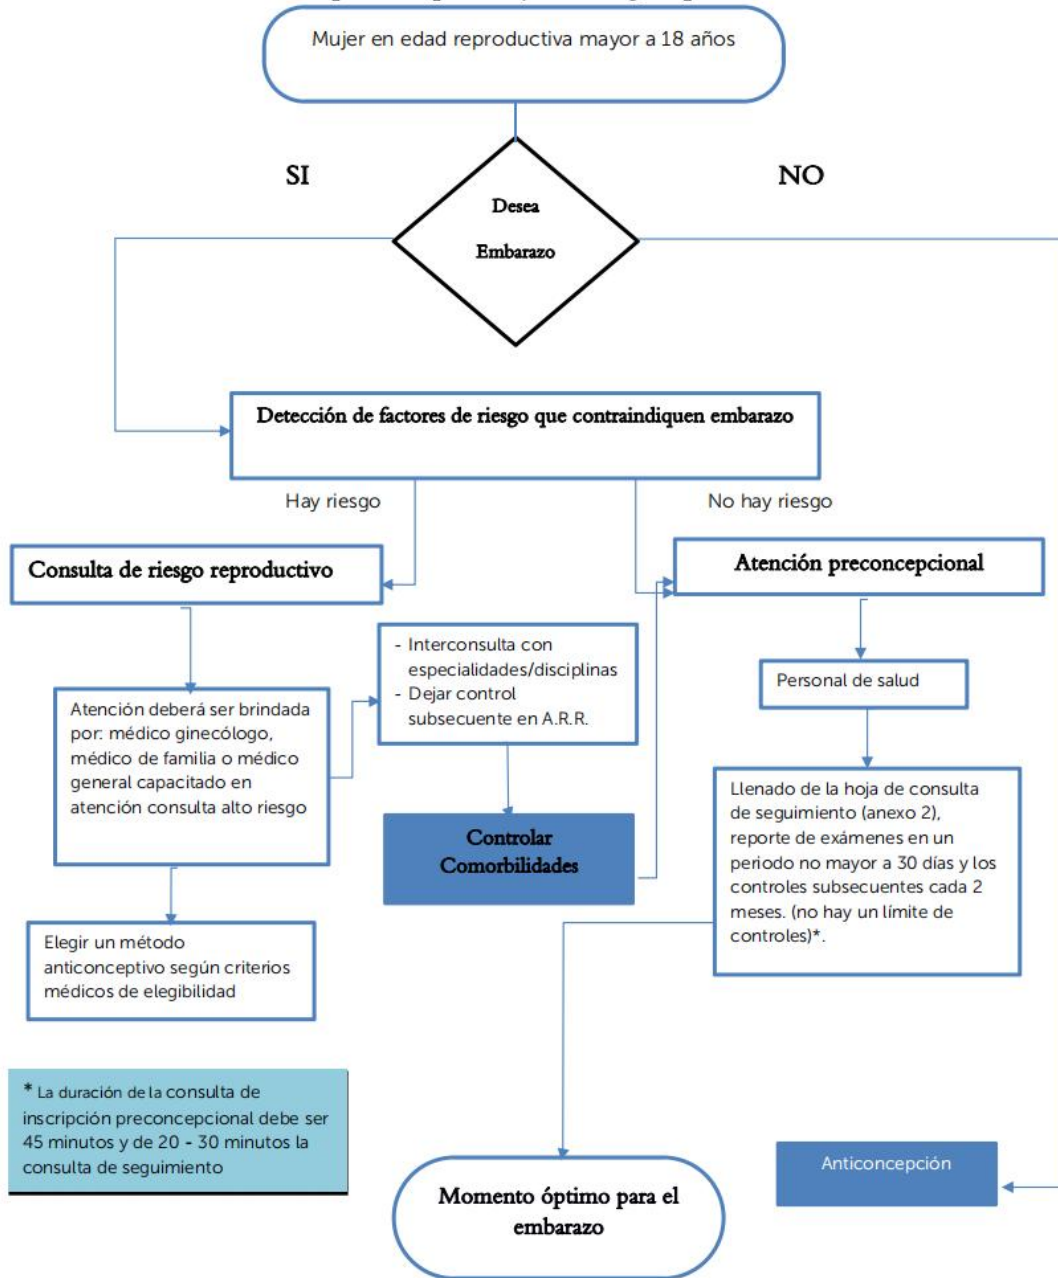 Mujer en edad reproductiva mayor a 18 años
SI
NO
Desea
Embarazo
Detección de factores de riesgo que contraindiquen embarazo
Hay riesgo
No hay riesgo
Consulta de riesgo reproductivo
Atención preconcepcional
- Interconsulta con
especialidades/disciplinas
- Dejar control
subsecuente en A.R.R.
Personal de salud
Atención deberá ser brindada
por: médico ginecólogo,
médico de familia o médico
general capacitado en
atención consulta alto riesgo
Llenado de la hoja de consulta
de seguimiento (anexo 2),
reporte de exámenes en un
periodo no mayor a 30 días y los
controles subsecuentes cada 2
meses. (no hay un límite de
controles)*.
Controlar
Comorbilidades
Elegir un método
anticonceptivo según criterios
médicos de elegibilidad
* La duración de la consulta de
inscripción preconcepcional debe ser
45 minutos y de 20 - 30 minutos la
consulta de seguimiento
Anticoncepción
Momento óptimo para el
embarazo